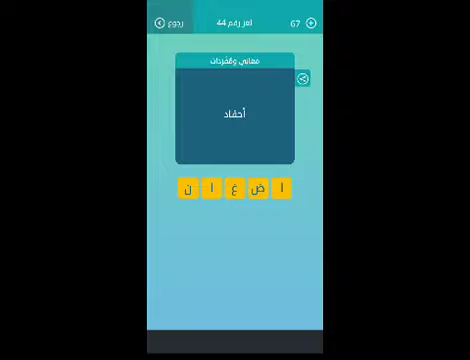 رجوع لغز رقم 44 67
معاني ومفردات
أحقاد
ا ض غ ا ن